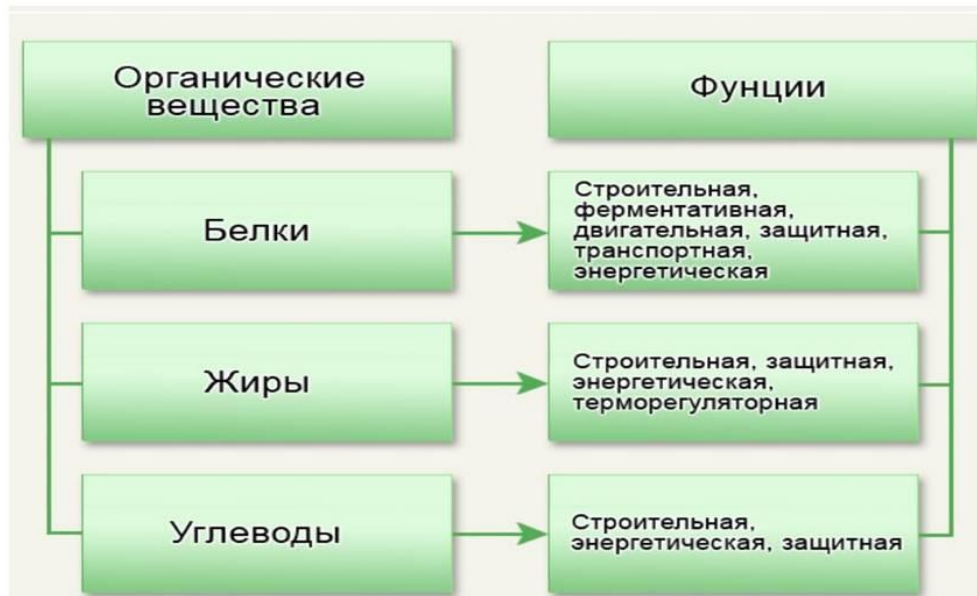 Органические
вещества
Фунции
Белки
Строительная,
ферментативная,
двигательная, защитная,
транспортная,
энергетическая
Жиры
Строительная, защитная,
энергетическая,
терморегуляторная
Углеводы
Строительная,
энергетическая, защитная